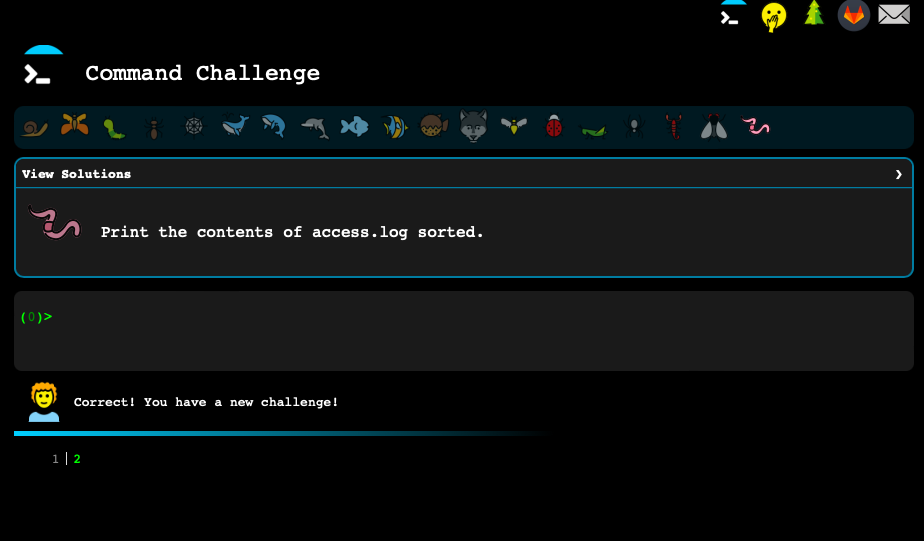 Command Challenge
View Solutions
Print the contents of access.log sorted.
(0)>
Correct! You have a new challenge!
1 2